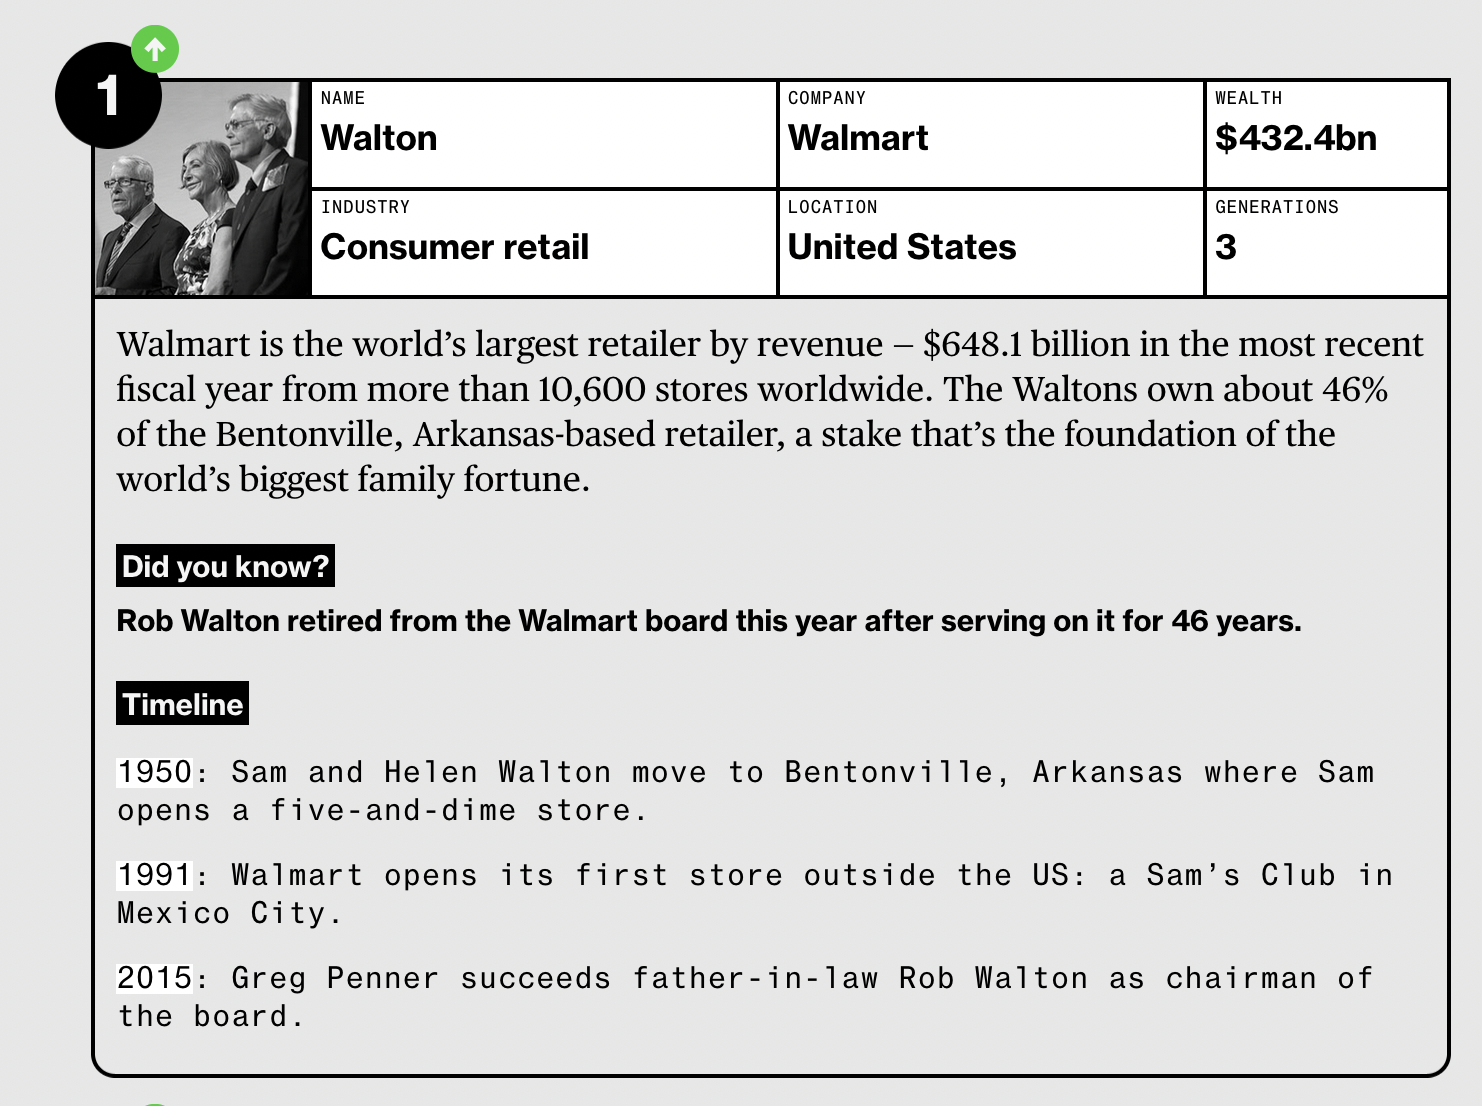 1
NAME
Walton
COMPANY
Walmart
WEALTH
$432.4bn
INDUSTRY
Consumer retail
LOCATION
United States
GENERATIONS
3
Walmart is the world’s largest retailer by revenue – $648.1 billion in the most recent
fiscal year from more than 10,600 stores worldwide. The Waltons own about 46%
of the Bentonville, Arkansas-based retailer, a stake that’s the foundation of the
world’s biggest family fortune.
Did you know?
Rob Walton retired from the Walmart board this year after serving on it for 46 years.
Timeline
1950: Sam and Helen Walton move to Bentonville, Arkansas where Sam
opens a five-and-dime store.
1991: Walmart opens its first store outside the US: a Sam’s Club in
Mexico City.
2015: Greg Penner succeeds father-in-law Rob Walton as chairman of
the board.